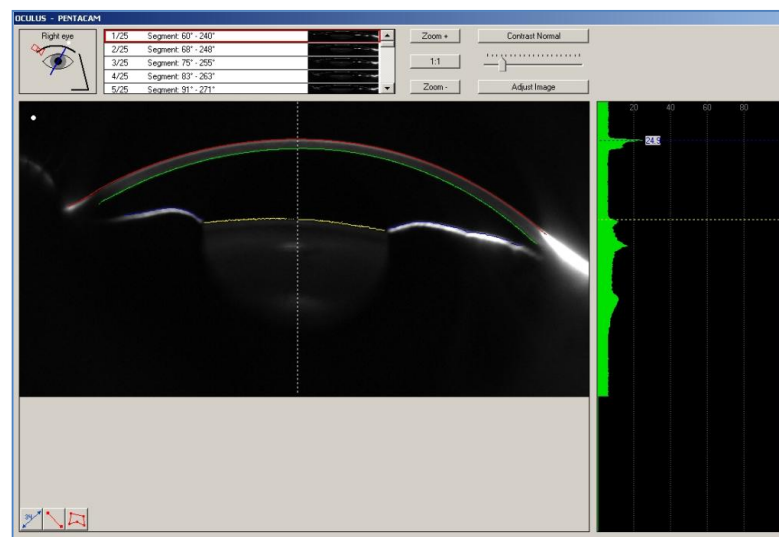 OCULUS - PENTACAM
Right eye
1/25 Segment: 60° - 240°
2/25 Segment: 68° - 248°
3/25 Segment: 75° - 255°
4/25 Segment: 83° - 263°
5/25 Segment: 91° - 271°
Zoom +
1:1
Zoom -
Contrast Normal
Adjust Image
20 40 60 80
24.9
24